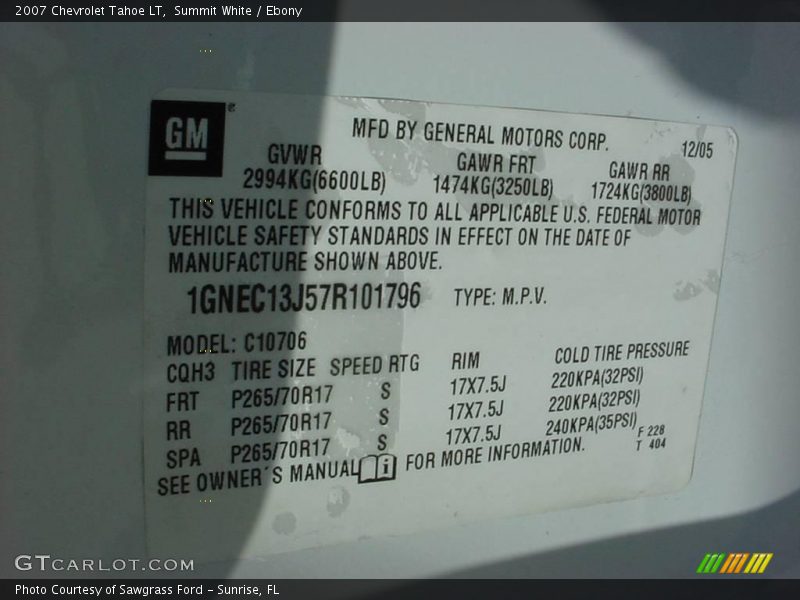 2007 Chevrolet Tahoe LT, Summit White / Ebony
GM®
MFD BY GENERAL MOTORS CORP. 12/05
GVWR GAWR FRT GAWR RR
2994KG(6600LB) 1474KG(3250LB) 1724KG(3800LB)
THIS VEHICLE CONFORMS TO ALL APPLICABLE U.S. FEDERAL MOTOR
VEHICLE SAFETY STANDARDS IN EFFECT ON THE DATE OF
MANUFACTURE SHOWN ABOVE.
1GNEC13J57R101796 TYPE: M.P.V.
MODEL: C10706
CQH3 TIRE SIZE SPEED RTG RIM COLD TIRE PRESSURE
FRT P265/70R17 S 17X7.5J 220KPA(32PSI)
RR P265/70R17 S 17X7.5J 220KPA(32PSI)
SPA P265/70R17 S 17X7.5J 240KPA(35PSI)
SEE OWNER´S MANUAL i FOR MORE INFORMATION.
F 228
T 404
GTCARLOT.COM
Photo Courtesy of Sawgrass Ford - Sunrise, FL